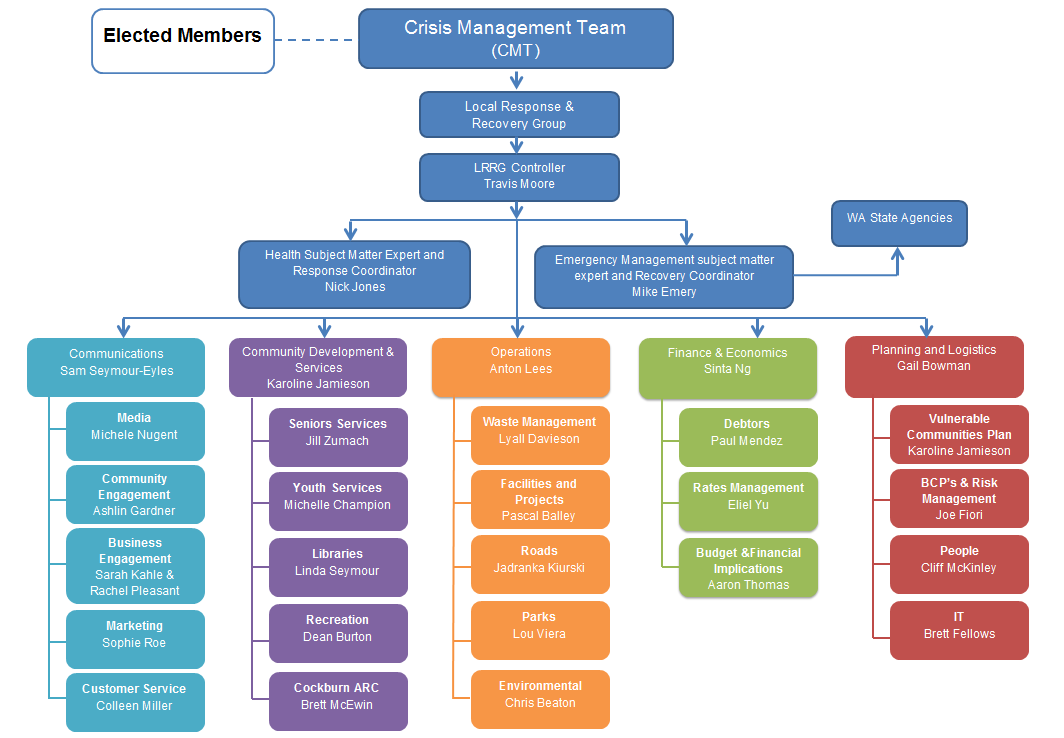 Elected Members
Crisis Management Team
(CMT)
Local Response &
Recovery Group
LRRG Controller
Travis Moore
WA State Agencies
Health Subject Matter Expert and
Response Coordinator
Nick Jones
Emergency Management subject matter
expert and Recovery Coordinator
Mike Emery
Communications
Sam Seymour-Eyles
Media
Michele Nugent
Community
Engagement
Ashlin Gardner
Business
Engagement
Sarah Kahle &
Rachel Pleasant
Marketing
Sophie Roe
Customer Service
Colleen Miller
Community Development &
Services
Karoline Jamieson
Seniors Services
Jill Zumach
Youth Services
Michelle Champion
Libraries
Linda Seymour
Recreation
Dean Burton
Cockburn ARC
Brett McEwin
Operations
Anton Lees
Waste Management
Lyall Davieson
Facilities and
Projects
Pascal Balley
Roads
Jadranka Kiurski
Parks
Lou Viera
Environmental
Chris Beaton
Finance & Economics
Sinta Ng
Debtors
Paul Mendez
Rates Management
Eliel Yu
Budget &Financial
Implications
Aaron Thomas
Planning and Logistics
Gail Bowman
Vulnerable
Communities Plan
Karoline Jamieson
BCP's & Risk
Management
Joe Fiori
People
Cliff McKinley
IT
Brett Fellows